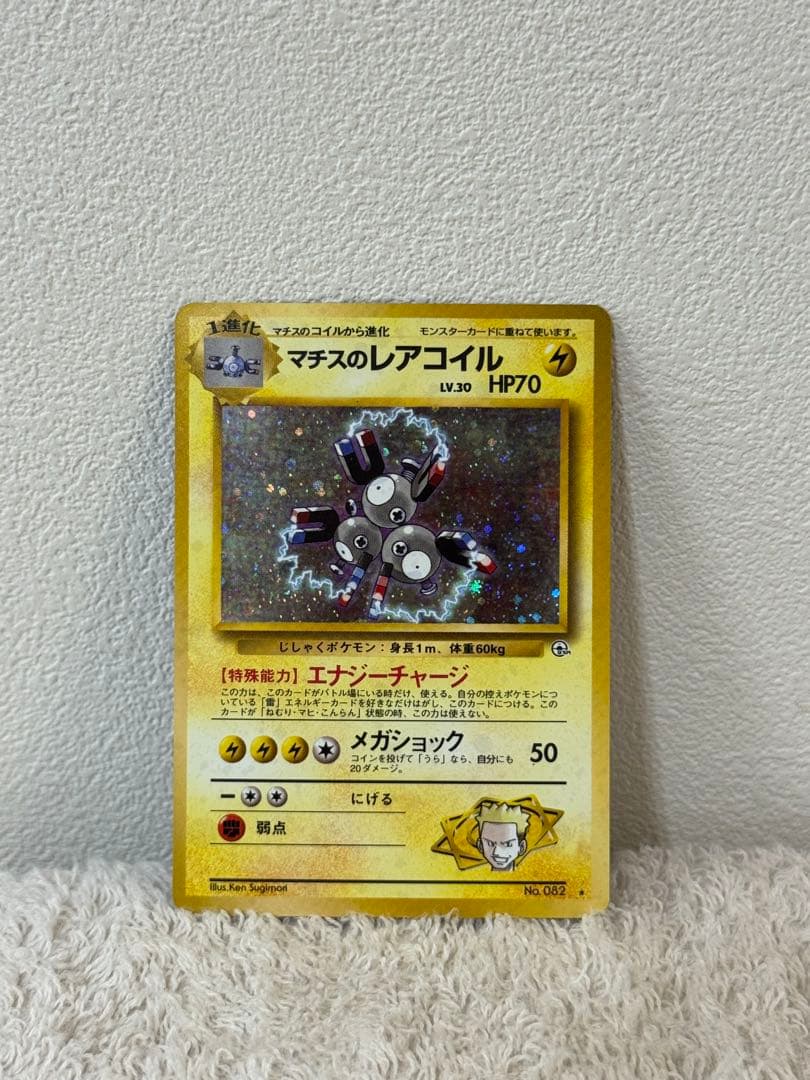 1進化 マチスのコイルから進化 モンスターカードに重ねて使います。
マチスのレアコイル
LV.30 HP70
じしゃくポケモン：身長1m、体重60kg
【特殊能力】エナジーチャージ
この力は、このカードがバトル場にいる時だけ、使える。自分の控えポケモンにつ
いている「雷」エネルギーカードを好きなだけはがし、このカードにつける。この
カードが「ねむり・マヒ・こんらん」状態の時、この力は使えない。
メガショック 50
コインを投げて「うら」なら、自分にも
20ダメージ。
にげる
弱点
Illus.Ken Sugimori No. 082 ★